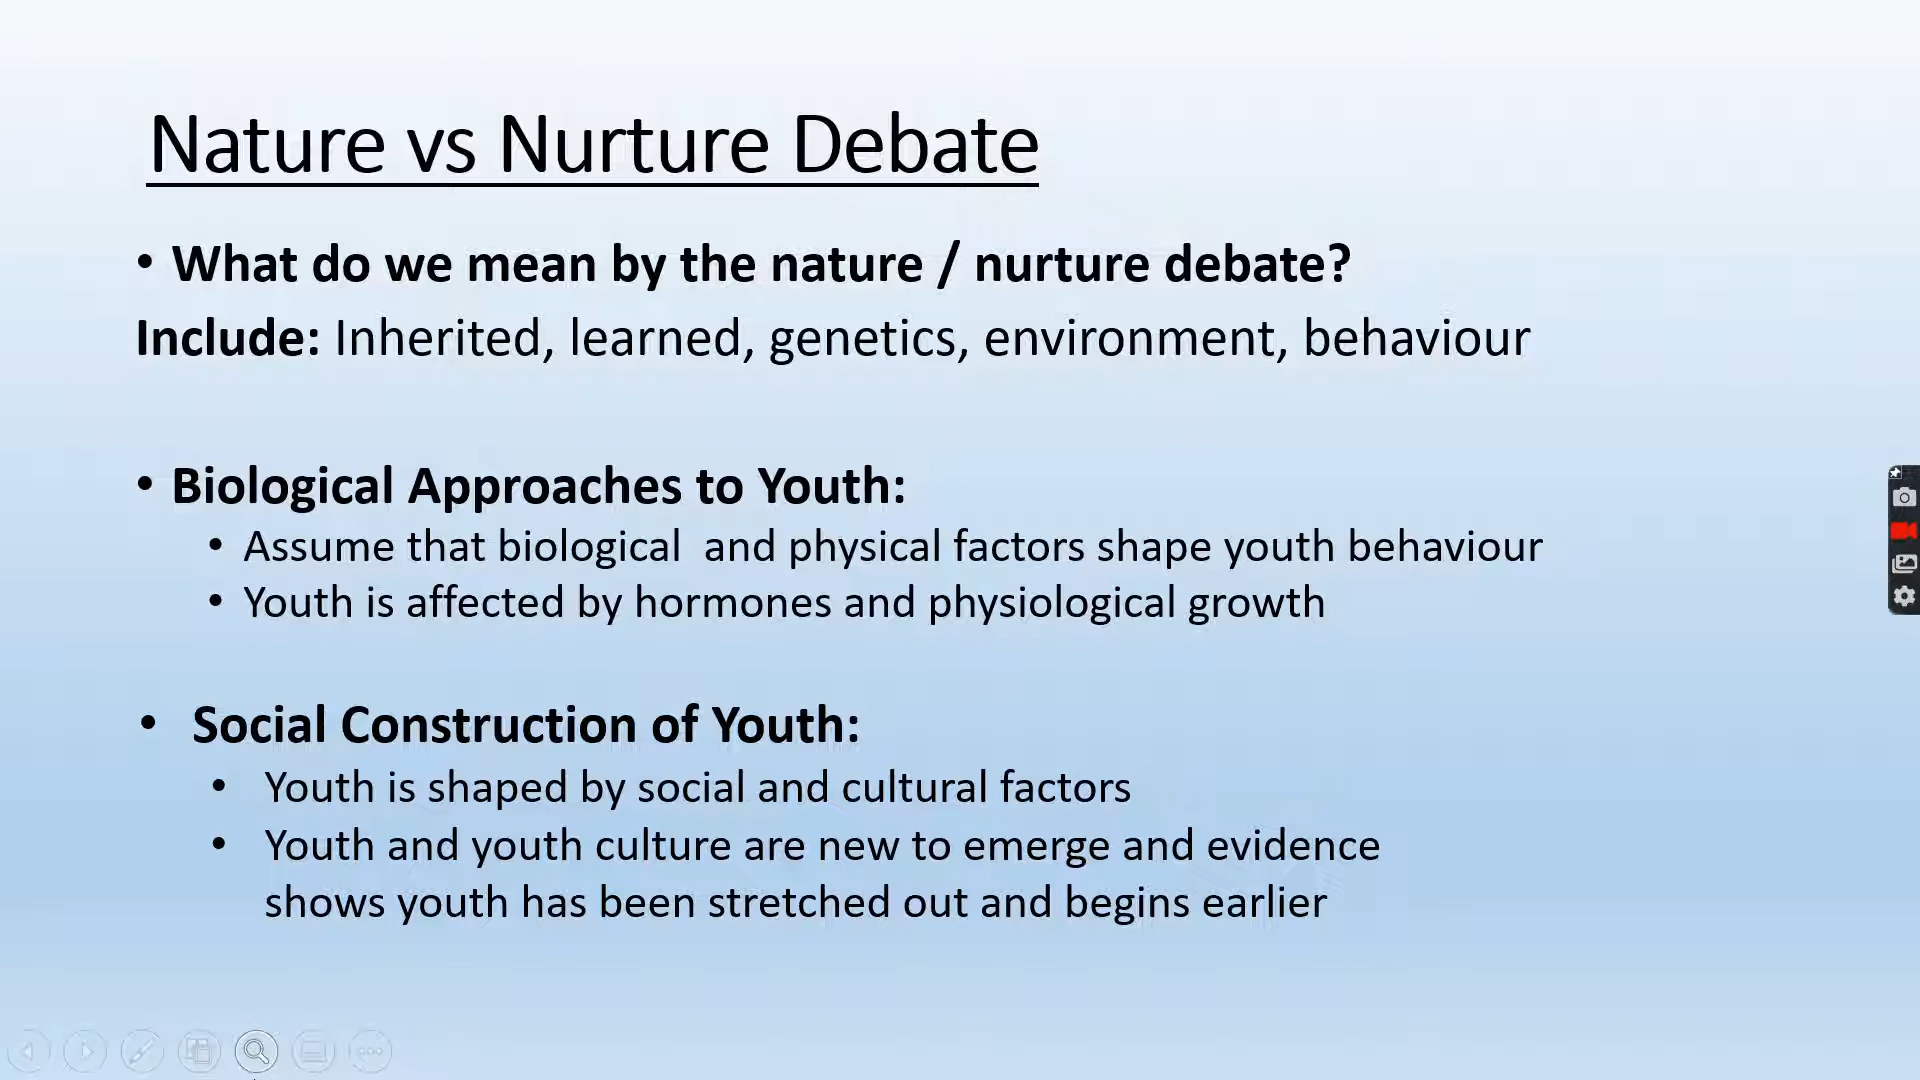 Nature vs Nurture Debate
• What do we mean by the nature / nurture debate?
Include: Inherited, learned, genetics, environment, behaviour
• Biological Approaches to Youth:
• Assume that biological  and physical factors shape youth behaviour
• Youth is affected by hormones and physiological growth
• Social Construction of Youth:
• Youth is shaped by social and cultural factors
• Youth and youth culture are new to emerge and evidence
shows youth has been stretched out and begins earlier